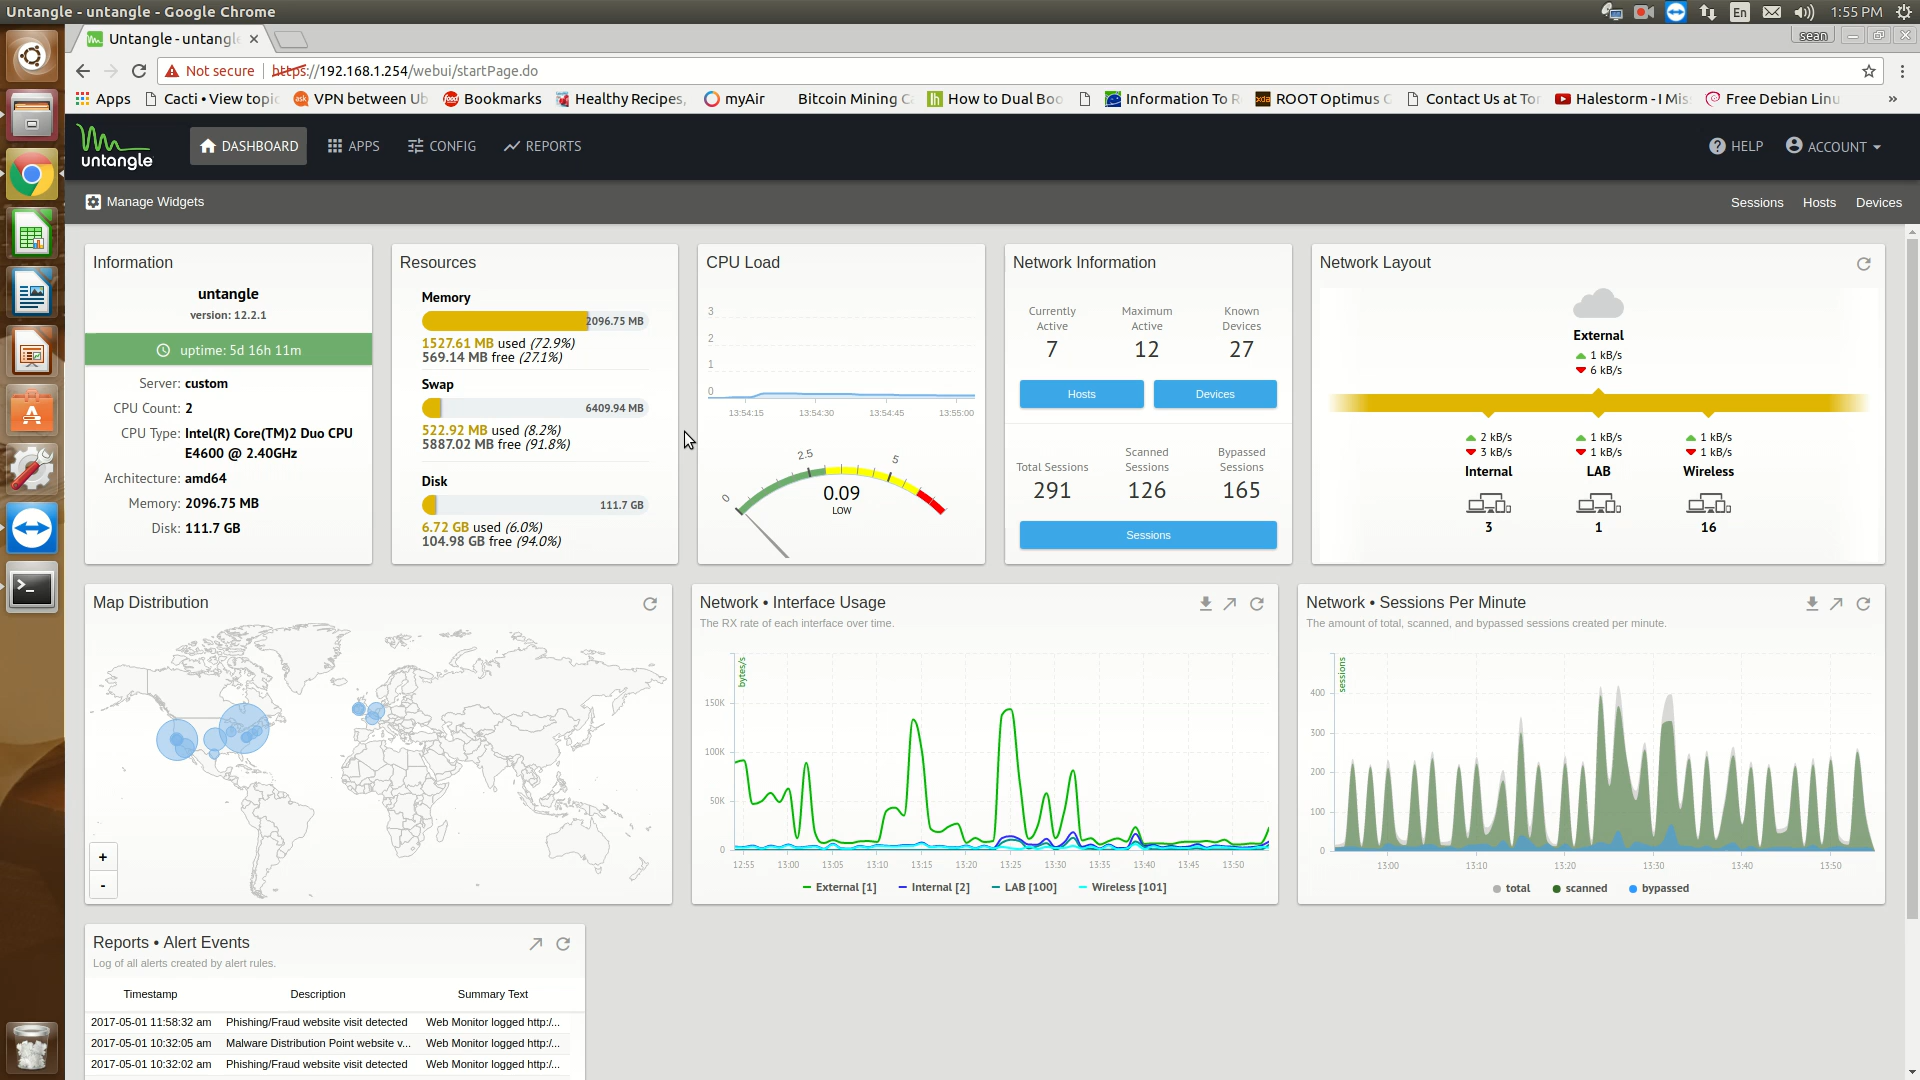 Untangle - untangle - Google Chrome
En
1:55 PM
Untangle - untangle
sean
Not secure
https://192.168.1.254/webui/startPage.do
Apps
Cacti • View topic
VPN between Ub
Bookmarks
Healthy Recipes,
myAir
Bitcoin Mining C
How to Dual Boo
Information To R
ROOT Optimus G
Contact Us at Tor
Halestorm - I Mis
Free Debian Linu
»
untangle
DASHBOARD
APPS
CONFIG
REPORTS
HELP
ACCOUNT
Manage Widgets
Sessions
Hosts
Devices
Information
untangle
version: 12.2.1
uptime: 5d 16h 11m
Server: custom
CPU Count: 2
CPU Type: Intel(R) Core(TM)2 Duo CPU
E4600 @ 2.40GHz
Architecture: amd64
Memory: 2096.75 MB
Disk: 111.7 GB
Resources
Memory
2096.75 MB
1527.61 MB used (72.9%)
569.14 MB free (27.1%)
Swap
6409.94 MB
522.92 MB used (8.2%)
5887.02 MB free (91.8%)
Disk
111.7 GB
6.72 GB used (6.0%)
104.98 GB free (94.0%)
CPU Load
3
2
1
0
13:54:15 13:54:30 13:54:45 13:55:00
0
2.5
5
0.09
LOW
Network Information
Currently Active
7
Maximum Active
12
Known Devices
27
Hosts
Devices
Total Sessions
291
Scanned Sessions
126
Bypassed Sessions
165
Sessions
Network Layout
External
1 kB/s
6 kB/s
2 kB/s
3 kB/s
Internal
3
1 kB/s
1 kB/s
LAB
1
1 kB/s
1 kB/s
Wireless
16
Map Distribution
+
-
Network • Interface Usage
The RX rate of each interface over time.
bytes/s
150K
100K
50K
0
12:55 13:00 13:05 13:10 13:15 13:20 13:25 13:30 13:35 13:40 13:45 13:50
External [1] Internal [2] LAB [100] Wireless [101]
Network • Sessions Per Minute
The amount of total, scanned, and bypassed sessions created per minute.
sessions
400
300
200
100
0
13:00 13:10 13:20 13:30 13:40 13:50
total scanned bypassed
Reports • Alert Events
Log of all alerts created by alert rules.
Timestamp Description Summary Text
2017-05-01 11:58:32 am Phishing/Fraud website visit detected Web Monitor logged http:/...
2017-05-01 10:32:05 am Malware Distribution Point website v... Web Monitor logged http:/...
2017-05-01 10:32:02 am Phishing/Fraud website visit detected Web Monitor logged http:/...